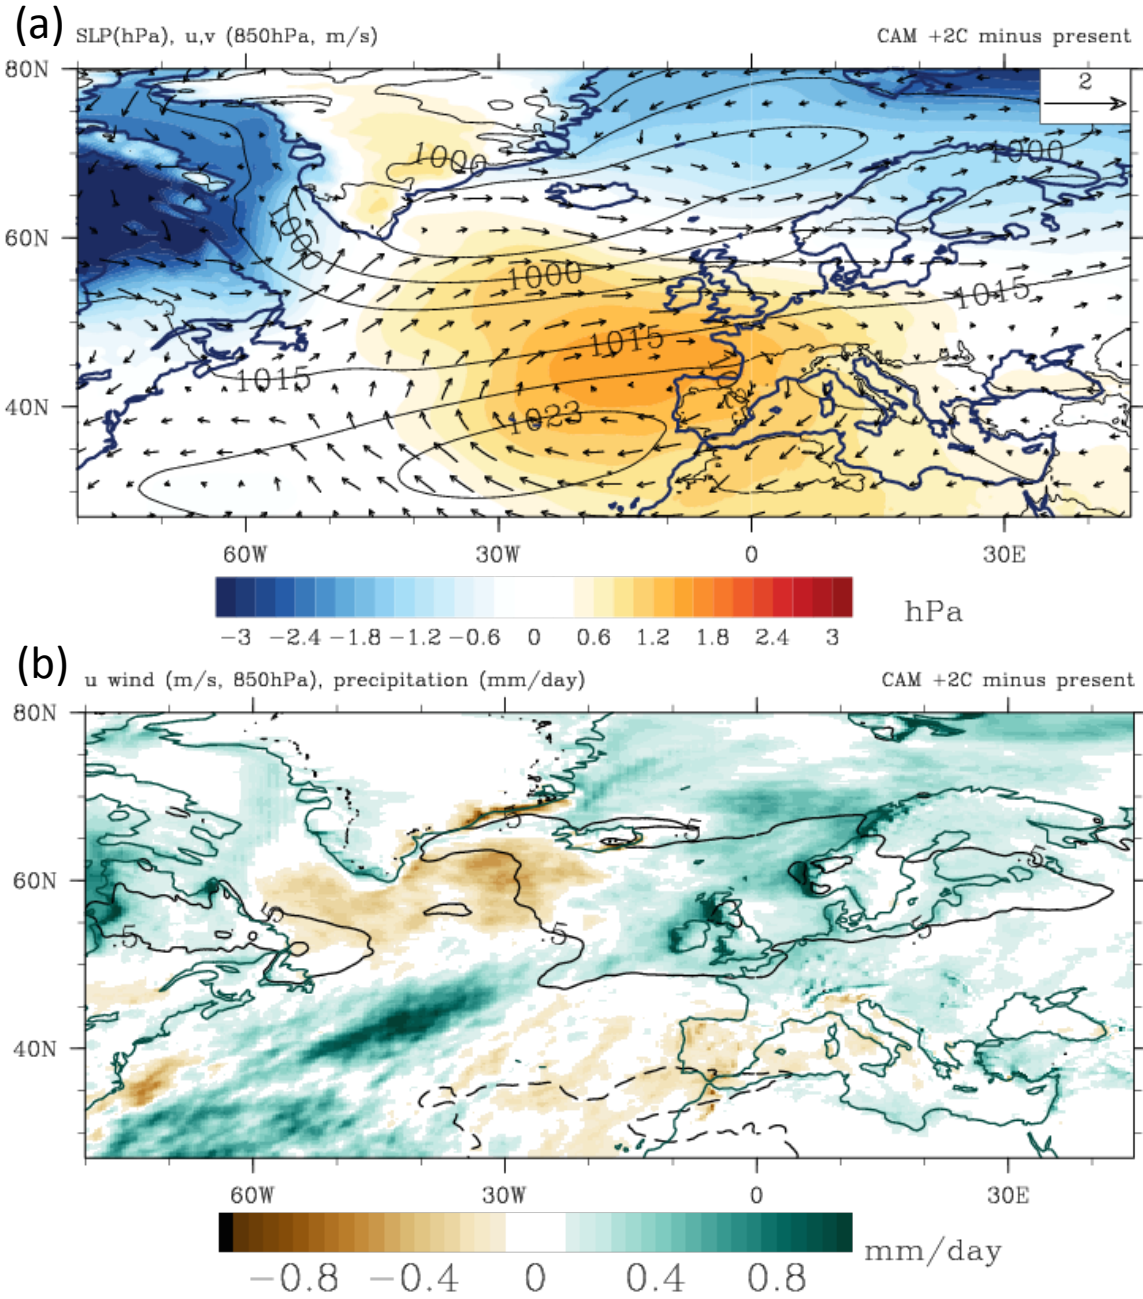 (a) SLP(hPa), u,v (850hPa, m/s) CAM +2C minus present
80N
2
1000 1000
60N
1000
1000 1015
1015
1015
40N
1023
60W 30W 0 30E
−3 −2.4 −1.8 −1.2 −0.6 0 0.6 1.2 1.8 2.4 3
hPa
(b) u wind (m/s, 850hPa), precipitation (mm/day) CAM +2C minus present
80N
.5 .5
.5
60N
.5 .5 .5
.5
40N
60W 30W 0 30E
−0.8 −0.4 0 0.4 0.8
mm/day